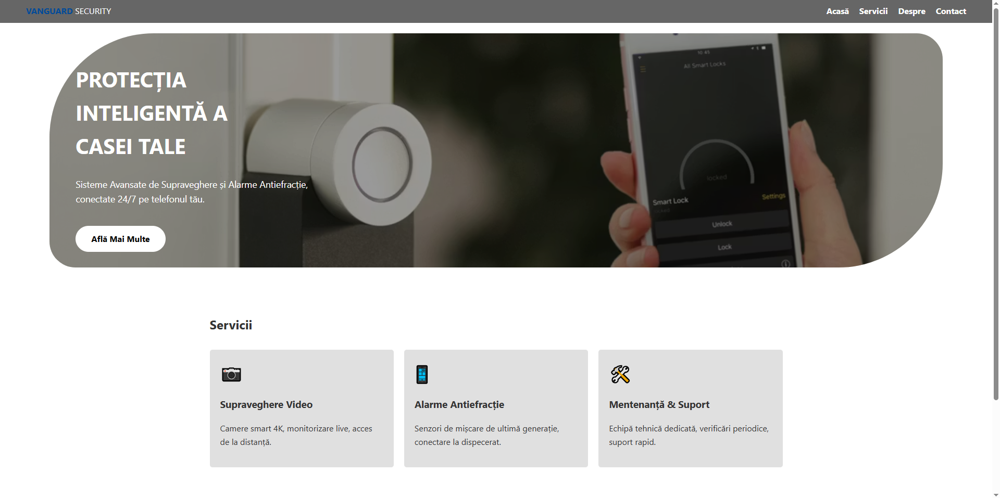 VANGUARD SECURITY
Acasă Servicii Despre Contact
PROTECȚIA
INTELIGENTĂ A
CASEI TALE
Sisteme Avansate de Supraveghere și Alarme Antiefracție,
conectate 24/7 pe telefonul tău.
Află Mai Multe
10 45
All Smart Locks
locked
Smart Lock
Settings
locked
Unlock
Lock
Servicii
Supraveghere Video
Camere smart 4K, monitorizare live, acces
de la distanță.
Alarme Antiefracție
Senzori de mișcare de ultimă generație,
conectare la dispecerat.
Mentenanță & Suport
Echipă tehnică dedicată, verificări periodice,
suport rapid.